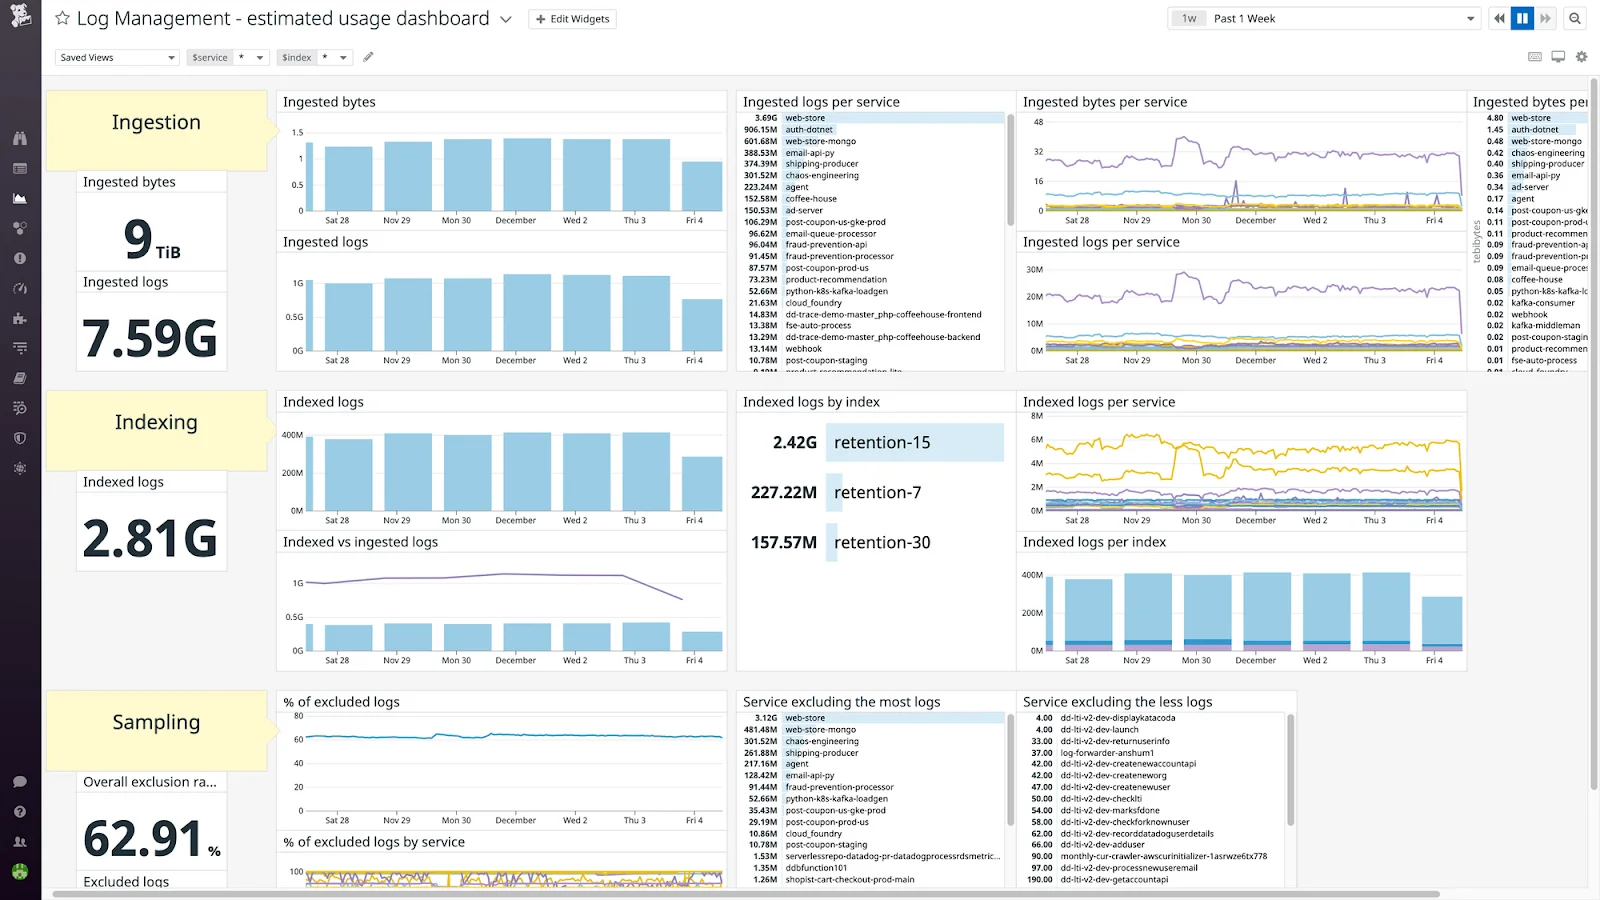 Log Management - estimated usage dashboard
+ Edit Widgets
1w Past 1 Week
Saved Views
$service *
$index *
Ingestion
Ingested bytes
9 TiB
Ingested logs
7.59G
Ingested bytes
1.5
1
0.5
0
Sat 28 Nov 29 Mon 30 December Wed 2 Thu 3 Fri 4
Ingested logs
1G
0.5G
0G
Sat 28 Nov 29 Mon 30 December Wed 2 Thu 3 Fri 4
Ingested logs per service
3.69G web-store
906.15M auth-dotnet
601.68M web-store-mongo
388.53M email-api-py
374.39M shipping-producer
301.52M chaos-engineering
223.24M agent
152.58M coffee-house
150.53M ad-server
106.29M post-coupon-us-gke-prod
96.62M email-queue-processor
96.04M fraud-prevention-api
91.45M fraud-prevention-processor
87.57M post-coupon-prod-us
73.23M product-recommendation
52.66M python-k8s-kafka-loadgen
21.63M cloud_foundry
14.83M dd-trace-demo-master_php-coffeehouse-frontend
13.38M fse-auto-process
13.29M dd-trace-demo-master_php-coffeehouse-backend
13.14M webhook
10.78M post-coupon-staging
Ingested bytes per service
48
32
16
0
Sat 28 Nov 29 Mon 30 December Wed 2 Thu 3 Fri 4
Ingested logs per service
30M
20M
10M
0M
Sat 28 Nov 29 Mon 30 December Wed 2 Thu 3 Fri 4
Ingested bytes per
tebibytes
4.80 web-store
1.45 auth-dotnet
0.48 web-store-mongo
0.42 chaos-engineering
0.40 shipping-producer
0.36 email-api-py
0.34 ad-server
0.17 agent
0.14 post-coupon-us-gke
0.11 post-coupon-prod-
0.11 product-recommen
0.09 fraud-prevention-a
0.09 fraud-prevention-p
0.09 email-queue-proces
0.08 coffee-house
0.05 python-k8s-kafka-lo
0.02 kafka-consumer
0.02 webhook
0.02 kafka-middleman
0.02 post-coupon-stagin
0.01 product-recommen
0.01 fse-auto-process
0.01 cloud_foundry
Indexing
Indexed logs
2.81G
Indexed logs
400M
200M
0M
Sat 28 Nov 29 Mon 30 December Wed 2 Thu 3 Fri 4
Indexed vs ingested logs
1G
0.5G
0G
Sat 28 Nov 29 Mon 30 December Wed 2 Thu 3 Fri 4
Indexed logs by index
2.42G retention-15
227.22M retention-7
157.57M retention-30
Indexed logs per service
8M
6M
4M
2M
0M
Sat 28 Nov 29 Mon 30 December Wed 2 Thu 3 Fri 4
Indexed logs per index
400M
200M
0M
Sat 28 Nov 29 Mon 30 December Wed 2 Thu 3 Fri 4
Sampling
Overall exclusion ra...
62.91 %
Excluded logs
% of excluded logs
80
60
40
20
0
Sat 28 Nov 29 Mon 30 December Wed 2 Thu 3 Fri 4
% of excluded logs by service
100
Service excluding the most logs
3.12G web-store
481.48M web-store-mongo
301.52M chaos-engineering
261.88M shipping-producer
217.16M agent
128.42M email-api-py
91.44M fraud-prevention-processor
52.66M python-k8s-kafka-loadgen
35.43M post-coupon-us-gke-prod
29.19M post-coupon-prod-us
10.86M cloud_foundry
10.78M post-coupon-staging
1.53M serverlessrepo-datadog-pr-datadogprocessrdsmetric...
1.35M ddbfunction101
1.26M shopist-cart-checkout-prod-main
Service excluding the less logs
4.00 dd-lti-v2-dev-displaykatacoda
4.00 dd-lti-v2-dev-launch
33.00 dd-lti-v2-dev-returnuserinfo
37.00 log-forwarder-anshum1
42.00 dd-lti-v2-dev-createnewaccountapi
42.00 dd-lti-v2-dev-createneworg
47.00 dd-lti-v2-dev-createnewuser
50.00 dd-lti-v2-dev-checklti
54.00 dd-lti-v2-dev-marksfdone
58.00 dd-lti-v2-dev-checkforknownuser
62.00 dd-lti-v2-dev-recorddatadoguserdetails
66.00 dd-lti-v2-dev-adduser
90.00 monthly-cur-crawler-awscurinitializer-1asrwze6tx778
97.00 dd-lti-v2-dev-processnewuseremail
190.00 dd-lti-v2-dev-getaccountapi